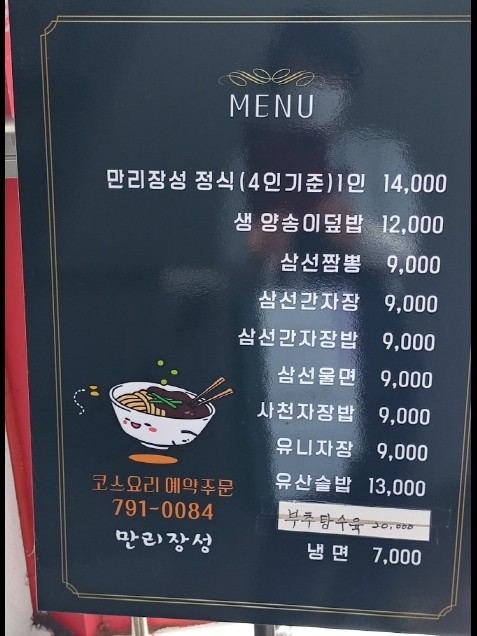 MENU
만리장성 정식(4인기준)1인 14,000
생 양송이덮밥 12,000
삼선짬뽕 9,000
삼선간자장 9,000
삼선간자장밥 9,000
삼선울면 9,000
사천자장밥 9,000
유니자장 9,000
유산슬밥 13,000
부추탕수육 20,000
냉면 7,000
코스요리 예약주문
791-0084
만리장성